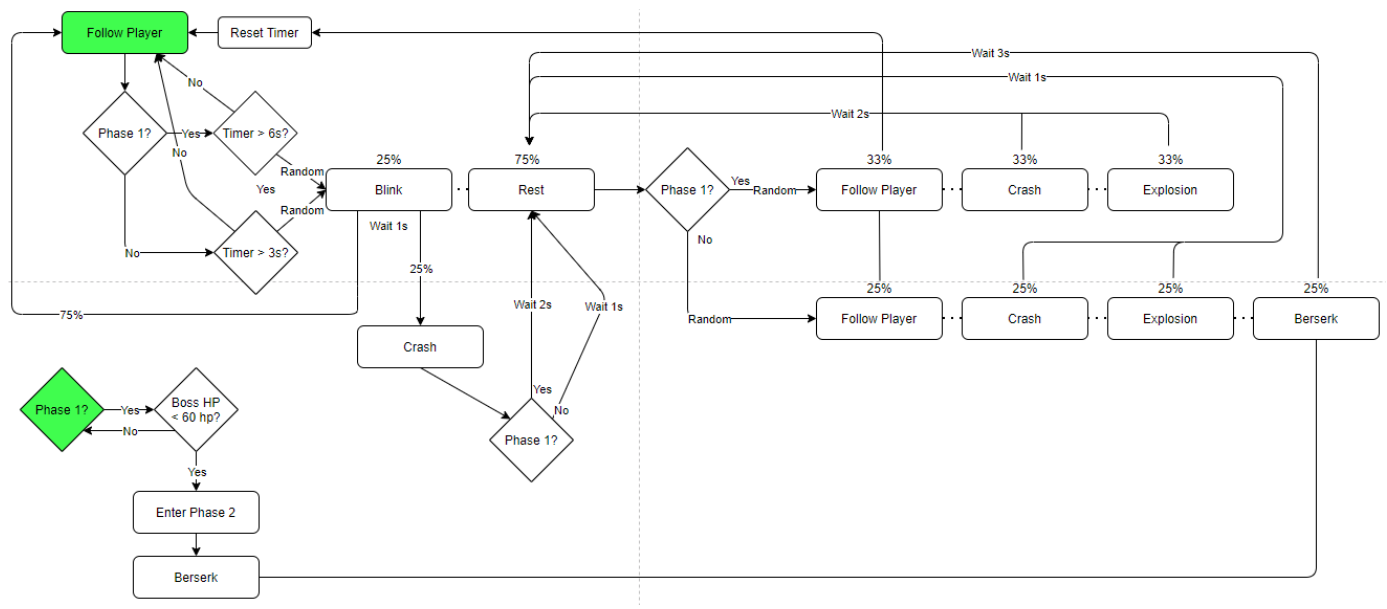 Follow Player
Reset Timer
Wait 3s
Wait 1s
No
Wait 2s
Phase 1?
Yes
Timer > 6s?
No
Random
25%
75%
33%
33%
33%
Yes
Blink
Rest
Phase 1?
Yes
Random
Follow Player
Crash
Explosion
Random
Wait 1s
No
Timer > 3s?
No
25%
25%
25%
25%
25%
Wait 2s
Wait 1s
75%
Random
Follow Player
Crash
Explosion
Berserk
Crash
Phase 1?
Yes
Boss HP
< 60 hp?
No
Yes
No
Phase 1?
Yes
Enter Phase 2
Berserk